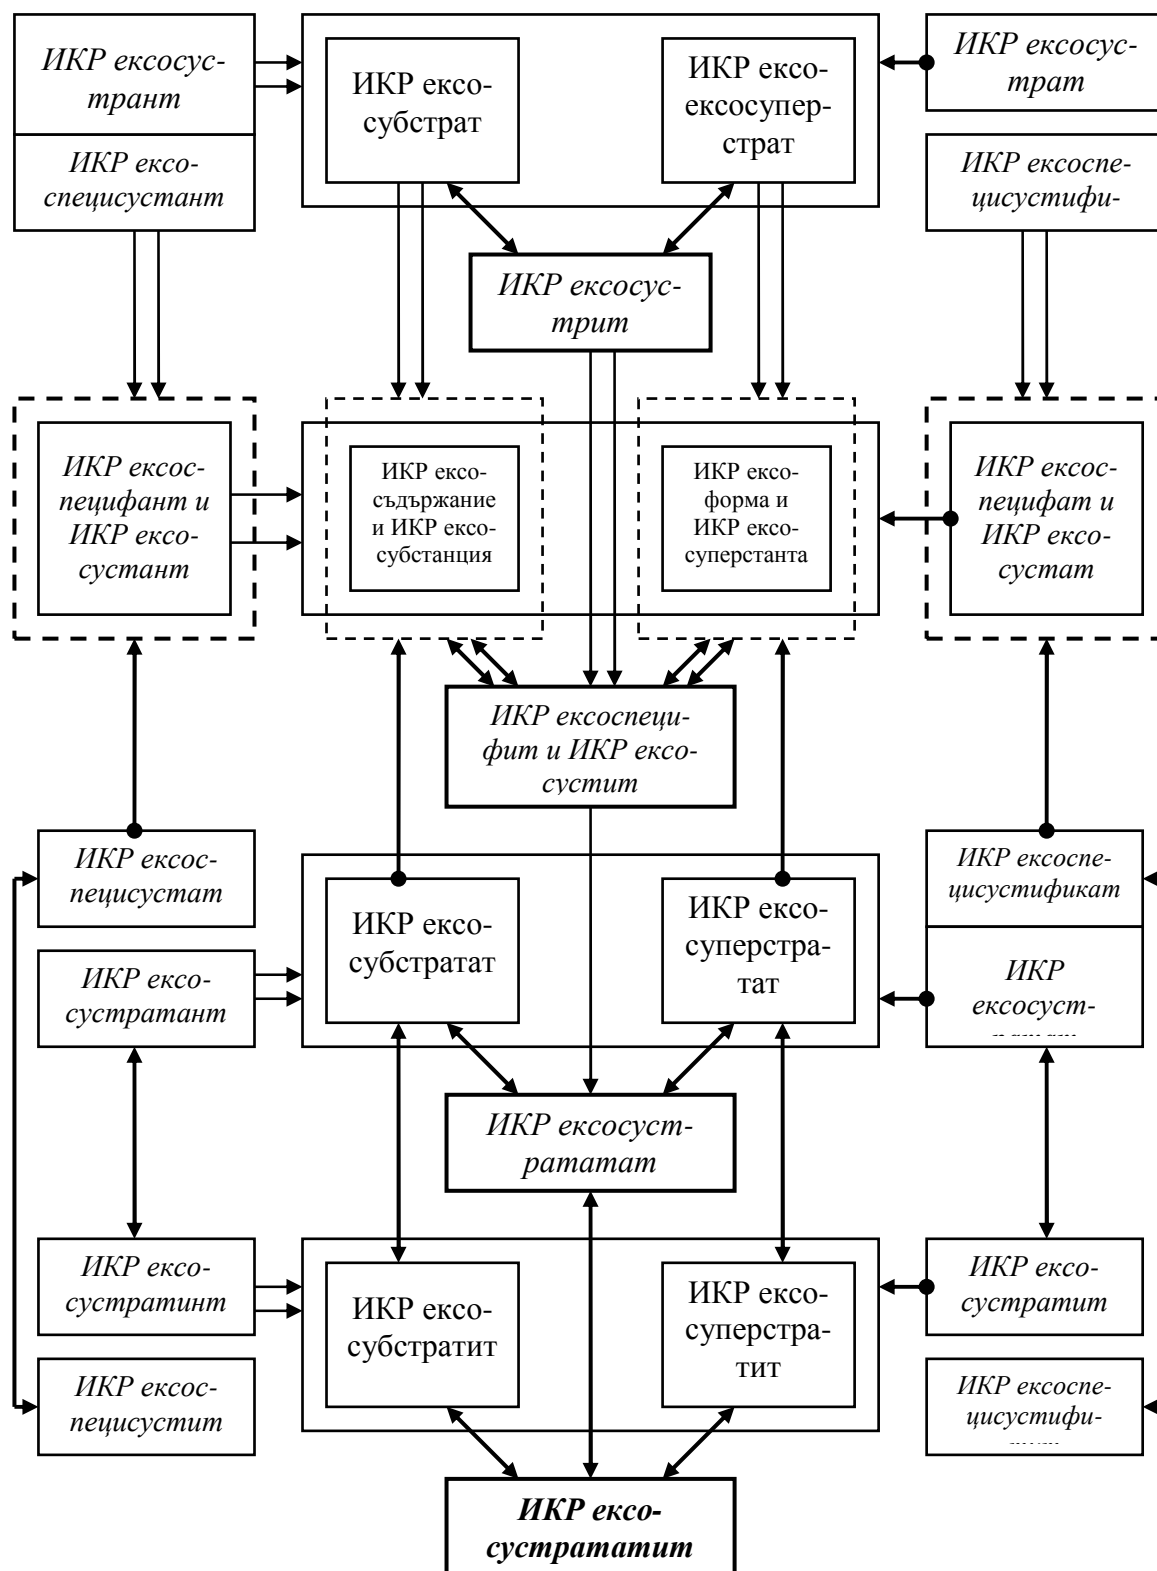 ИКР ексосус-
трант
ИКР ексо-
специсустант
ИКР ексо-
субстрат
ИКР ексо-
ексосупер-
страт
ИКР ексосус-
трат
ИКР ексоспе-
цисустифи-
ИКР ексосус-
трит
ИКР ексос-
пецифант и
ИКР ексо-
сустант
ИКР ексо-
съдържание
и ИКР ексо-
субстанция
ИКР ексо-
форма и
ИКР ексо-
суперстанта
ИКР ексос-
пецифат и
ИКР ексо-
сустат
ИКР ексоспеци-
фит и ИКР ексо-
сустит
ИКР ексос-
пецисустат
ИКР ексо-
сустратант
ИКР ексо-
субстратат
ИКР ексо-
суперстра-
тат
ИКР ексоспе-
цисустификат
ИКР
ексосуст-
ИКР ексосуст-
рататат
ИКР ексо-
сустратинт
ИКР ексос-
пецисустит
ИКР ексо-
субстратит
ИКР ексо-
суперстра-
тит
ИКР ексо-
сустратит
ИКР ексоспе-
цисустифи-
ИКР ексо-
сустрататит